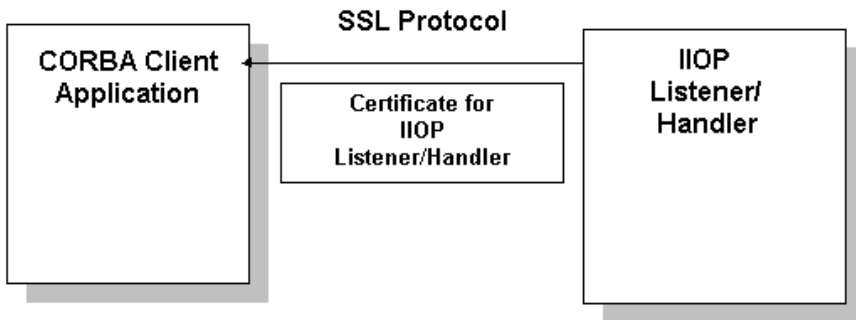 SSL Protocol
CORBA Client
Application
Certificate for
IIOP
Listener/Handler
IIOP
Listener/
Handler